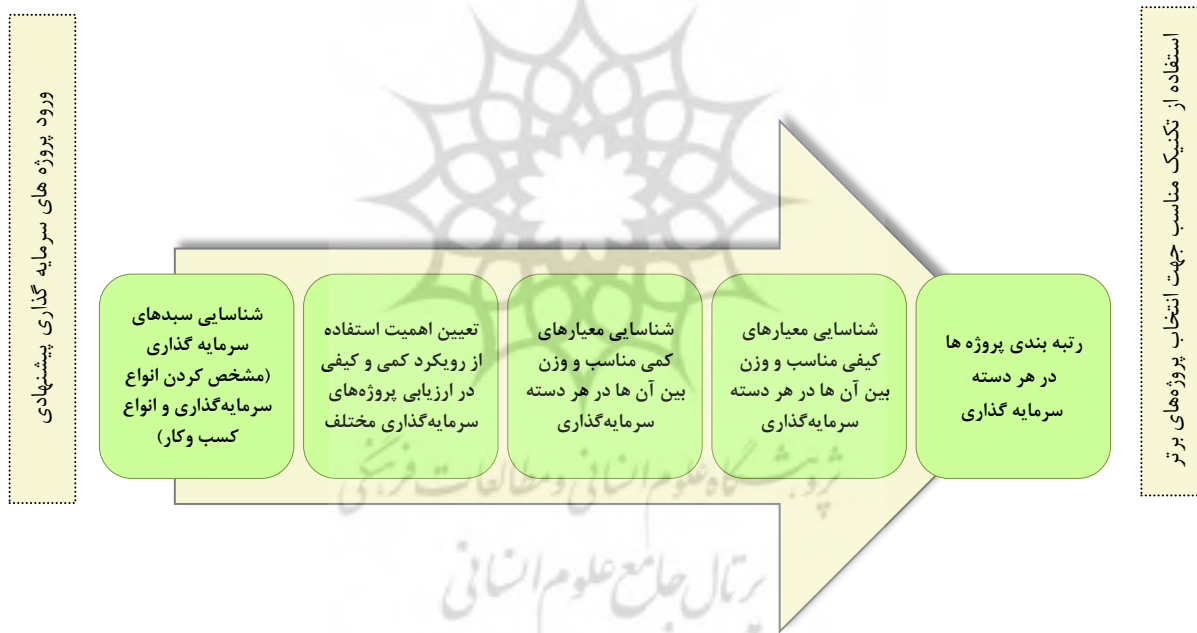 ورود پروژه های سرمایه گذاری پیشنهادی
شناسایی سبدهای
سرمایه گذاری
(مشخص کردن انواع
سرمایه‌گذاری و انواع
کسب وکار)
تعیین اهمیت استفاده
از رویکرد کمی و کیفی
در ارزیابی پروژه‌های
سرمایه‌گذاری مختلف
شناسایی معیارهای
کمی مناسب و وزن
بین آن ها در هر دسته
سرمایه‌گذاری
شناسایی معیارهای
کیفی مناسب و وزن
بین آن ها در هر دسته
سرمایه‌گذاری
رتبه بندی پروژه ها
در هر دسته
سرمایه گذاری
استفاده از تکنیک مناسب جهت انتخاب پروژه‌های برتر
پژوهشگاه علوم انسانی و مطالعات فرهنگی
پرتال جامع علوم انسانی